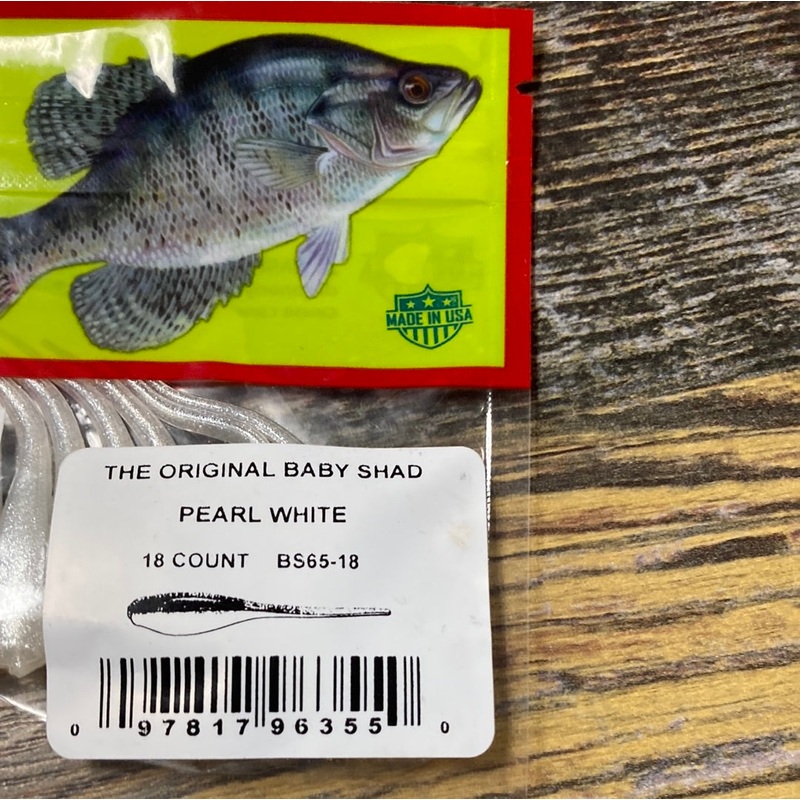 MADE IN USA
THE ORIGINAL BABY SHAD
PEARL WHITE
18 COUNT BS65-18
0 97817 96355 0